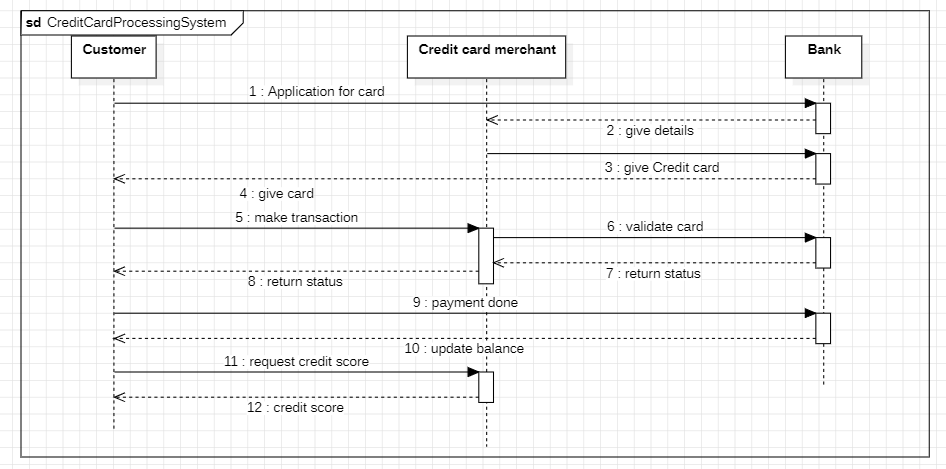 sd CreditCardProcessingSystem
Customer
Credit card merchant
Bank
1 : Application for card
2 : give details
3 : give Credit card
4 : give card
5 : make transaction
6 : validate card
7 : return status
8 : return status
9 : payment done
10 : update balance
11 : request credit score
12 : credit score